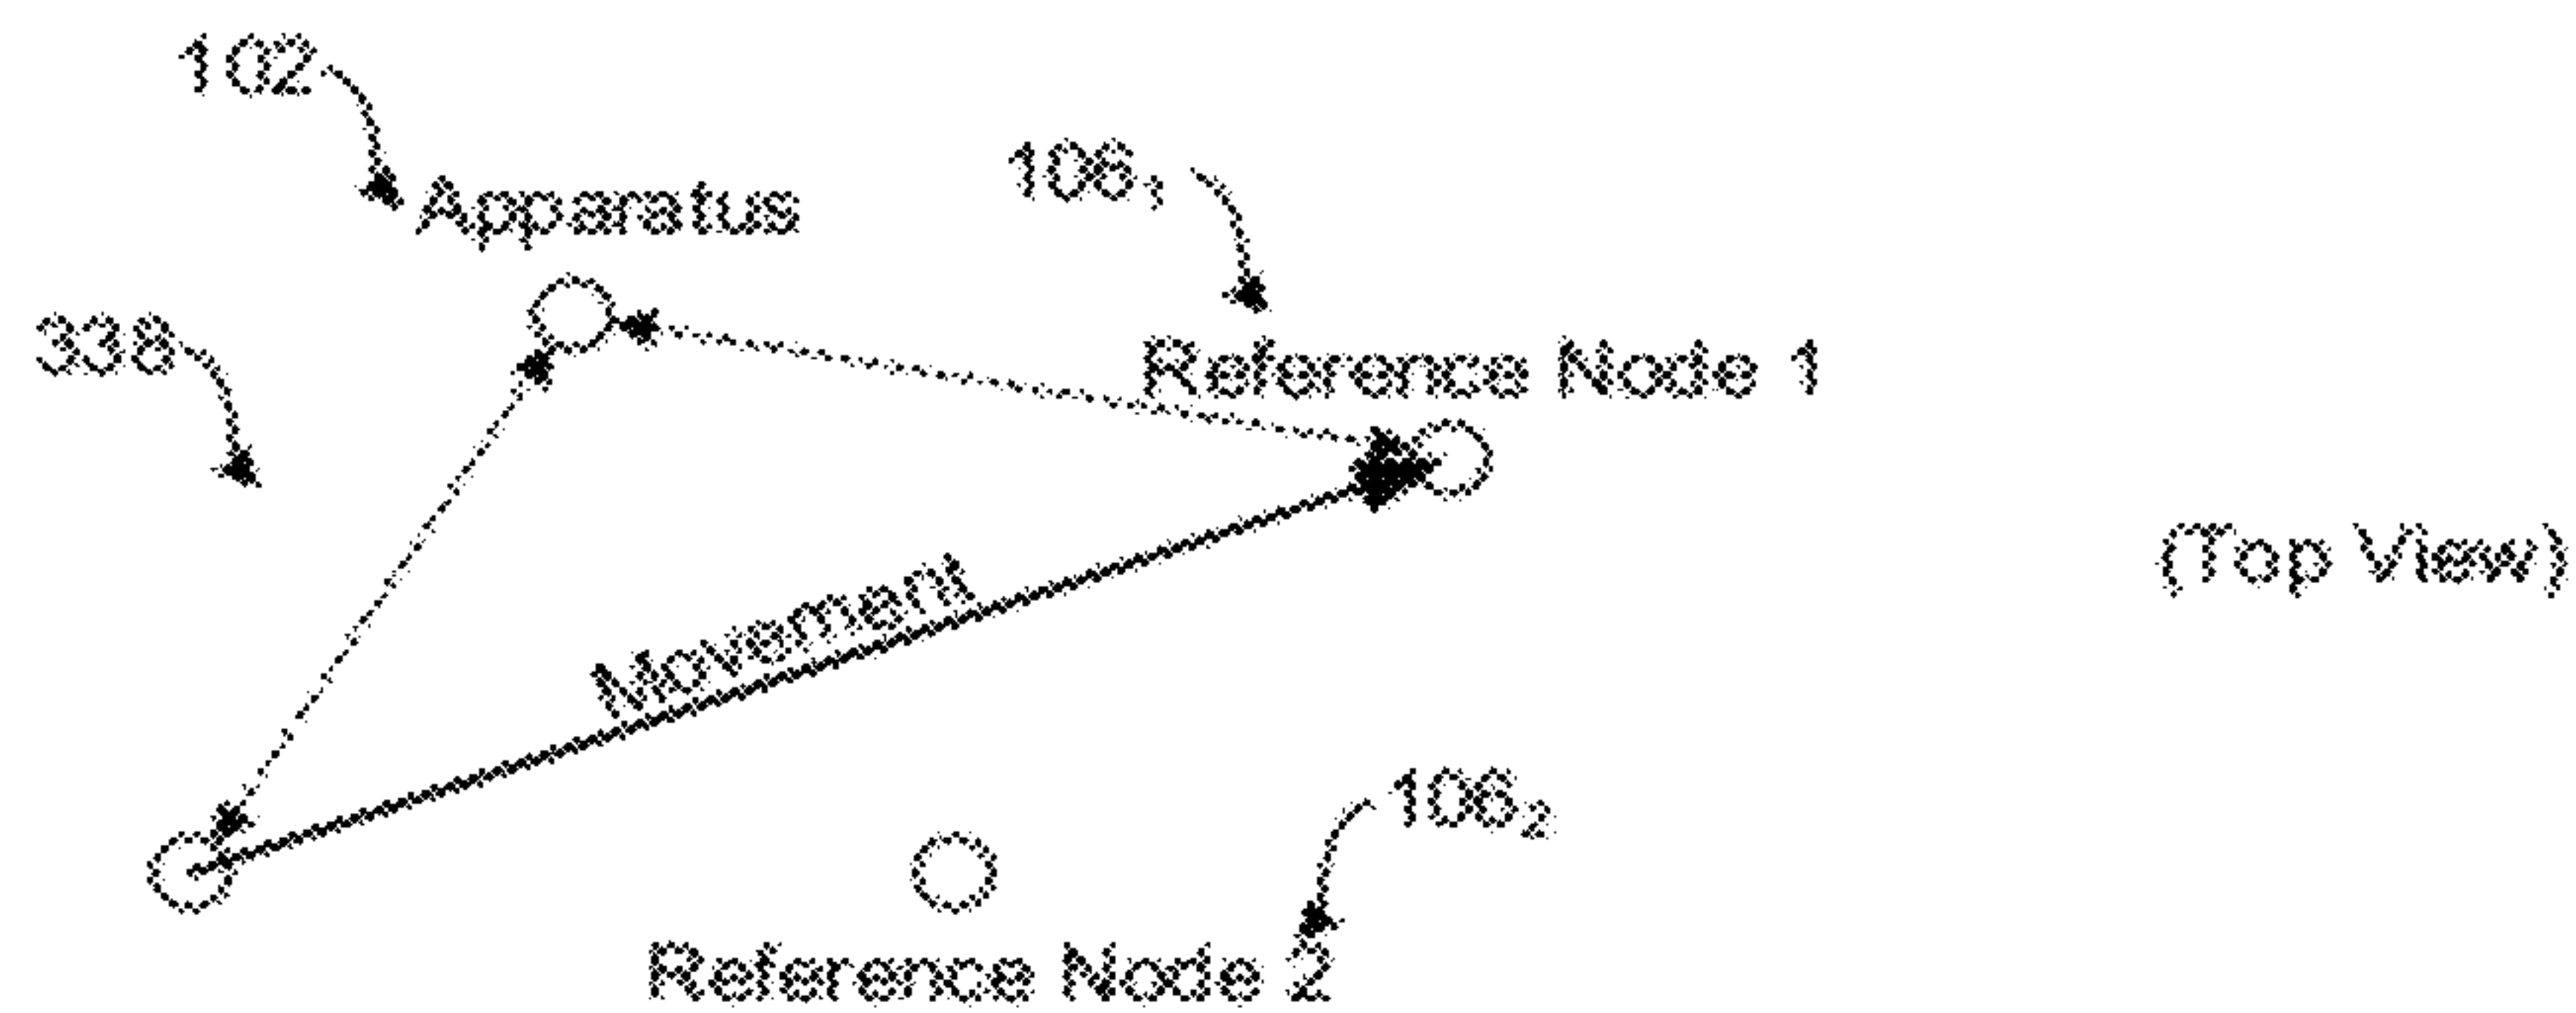 102
Apparatus
106₁
338
Reference Node 1
(Top View)
Movement
106₂
Reference Node 2